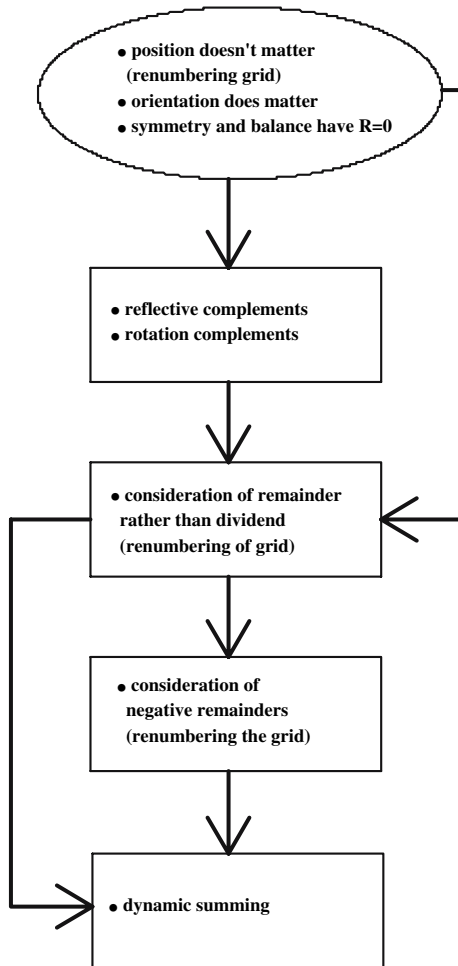 • position doesn't matter
(renumbering grid)
• orientation does matter
• symmetry and balance have R=0
• reflective complements
• rotation complements
• consideration of remainder
rather than dividend
(renumbering of grid)
• consideration of
negative remainders
(renumbering the grid)
• dynamic summing